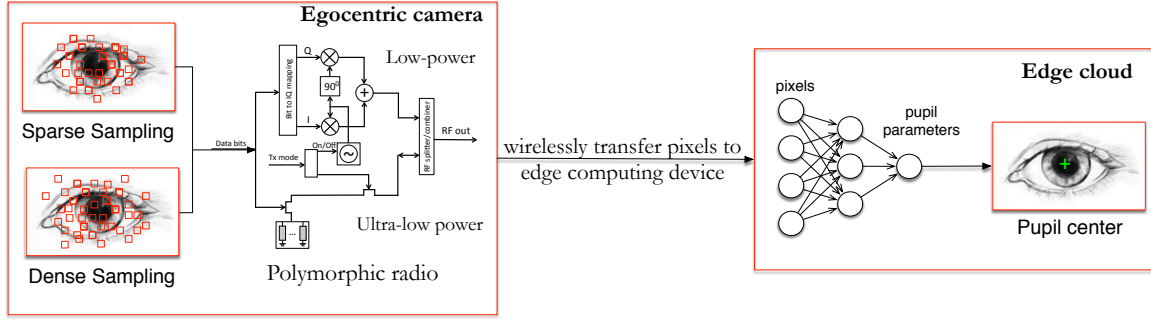 Egocentric camera
Sparse Sampling
Dense Sampling
Data bits
Bit to IQ mapping
Q
I
90⁰
+
Low-power
On/Off
Tx mode
~
RF splitter/combiner
RF out
...
Ultra-low power
Polymorphic radio
wirelessly transfer pixels to
edge computing device
Edge cloud
pixels
pupil
parameters
Pupil center